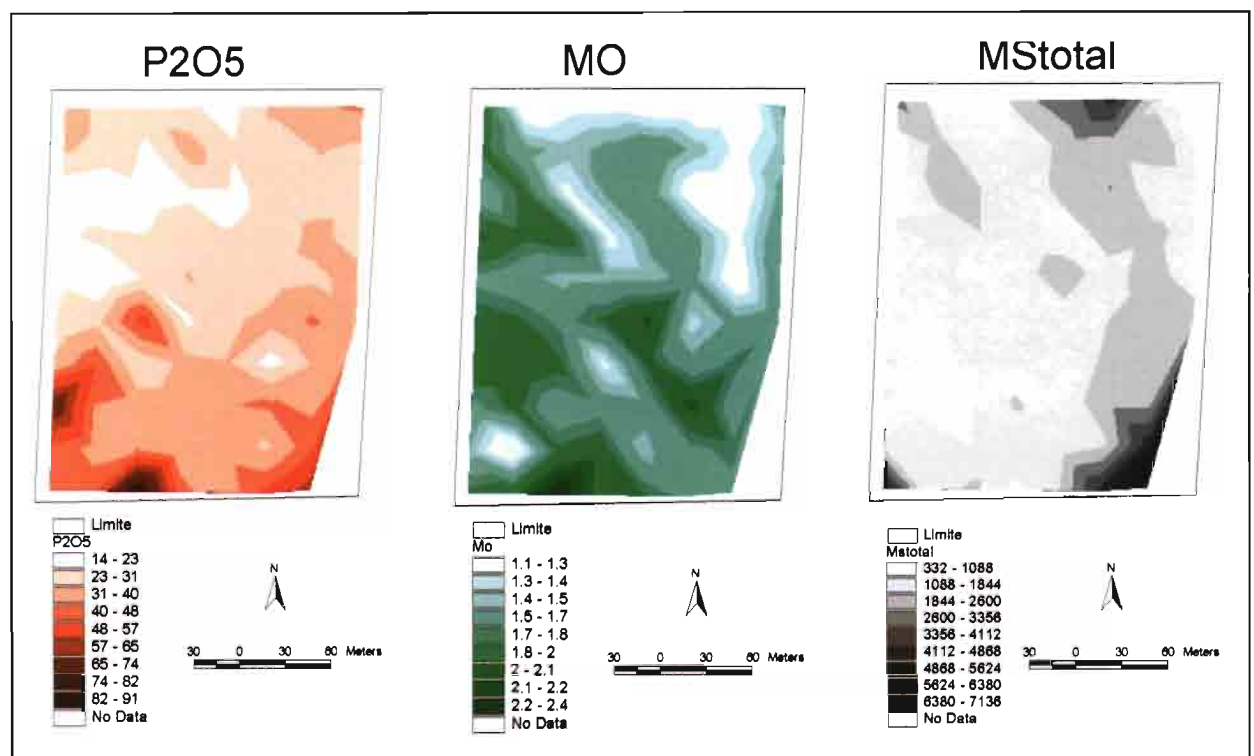 P2O5
MO
MStotal
Limite
P2O5
14 - 23
23 - 31
31 - 40
40 - 48
48 - 57
57 - 65
65 - 74
74 - 82
82 - 91
No Data
N
30 0 30 60 Meters
Limite
Mo
1.1 - 1.3
1.3 - 1.4
1.4 - 1.5
1.5 - 1.7
1.7 - 1.8
1.8 - 2
2 - 2.1
2.1 - 2.2
2.2 - 2.4
No Data
N
30 0 30 60 Meters
Limite
Mstotal
332 - 1088
1088 - 1844
1844 - 2600
2600 - 3356
3356 - 4112
4112 - 4868
4868 - 5624
5624 - 6380
6380 - 7136
No Data
N
30 0 30 60 Meters